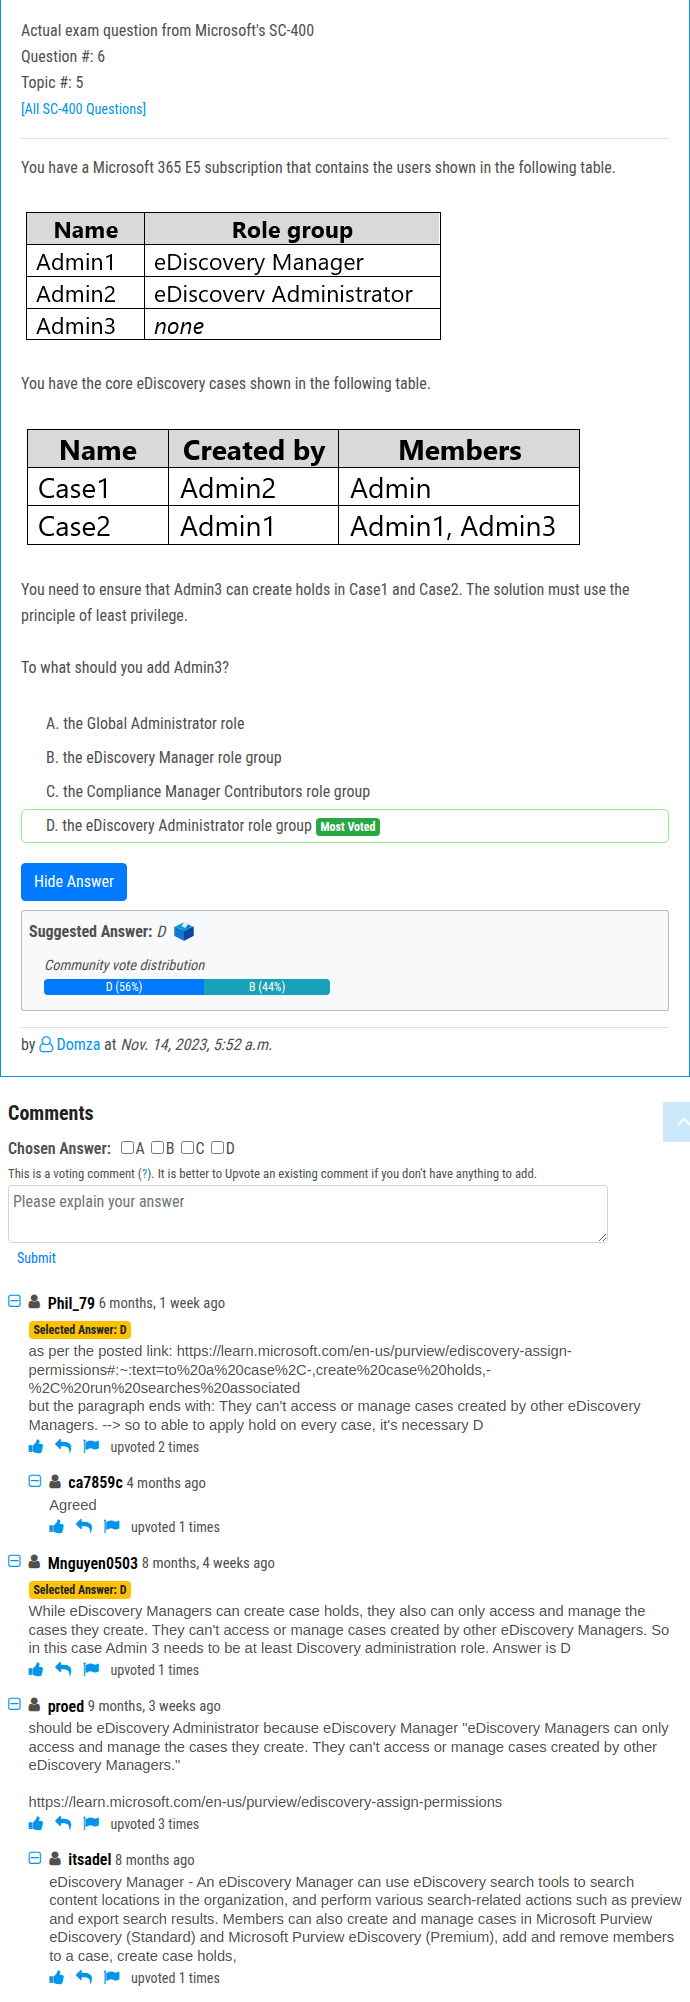 Actual exam question from Microsoft's SC-400
Question #: 6
Topic #: 5
[All SC-400 Questions]
You have a Microsoft 365 E5 subscription that contains the users shown in the following table.
Name Role group
Admin1 eDiscovery Manager
Admin2 eDiscoverv Administrator
Admin3 none
You have the core eDiscovery cases shown in the following table.
Name Created by Members
Case1 Admin2 Admin
Case2 Admin1 Admin1, Admin3
You need to ensure that Admin3 can create holds in Case1 and Case2. The solution must use the
principle of least privilege.
To what should you add Admin3?
A. the Global Administrator role
B. the eDiscovery Manager role group
C. the Compliance Manager Contributors role group
D. the eDiscovery Administrator role group Most Voted
Hide Answer
Suggested Answer: D
Community vote distribution
D (56%) B (44%)
by Domza at Nov. 14, 2023, 5:52 a.m.
Comments
Chosen Answer: A B C D
This is a voting comment (?). It is better to Upvote an existing comment if you don't have anything to add.
Please explain your answer
Submit
Phil_79 6 months, 1 week ago
Selected Answer: D
as per the posted link: https://learn.microsoft.com/en-us/purview/ediscovery-assign-
permissions#:~:text=to%20a%20case%2C-,create%20case%20holds,-
%2C%20run%20searches%20associated
but the paragraph ends with: They can't access or manage cases created by other eDiscovery
Managers. --> so to able to apply hold on every case, it's necessary D
upvoted 2 times
ca7859c 4 months ago
Agreed
upvoted 1 times
Mnguyen0503 8 months, 4 weeks ago
Selected Answer: D
While eDiscovery Managers can create case holds, they also can only access and manage the
cases they create. They can't access or manage cases created by other eDiscovery Managers. So
in this case Admin 3 needs to be at least Discovery administration role. Answer is D
upvoted 1 times
proed 9 months, 3 weeks ago
should be eDiscovery Administrator because eDiscovery Manager "eDiscovery Managers can only
access and manage the cases they create. They can't access or manage cases created by other
eDiscovery Managers."
https://learn.microsoft.com/en-us/purview/ediscovery-assign-permissions
upvoted 3 times
itsadel 8 months ago
eDiscovery Manager - An eDiscovery Manager can use eDiscovery search tools to search
content locations in the organization, and perform various search-related actions such as preview
and export search results. Members can also create and manage cases in Microsoft Purview
eDiscovery (Standard) and Microsoft Purview eDiscovery (Premium), add and remove members
to a case, create case holds,
upvoted 1 times